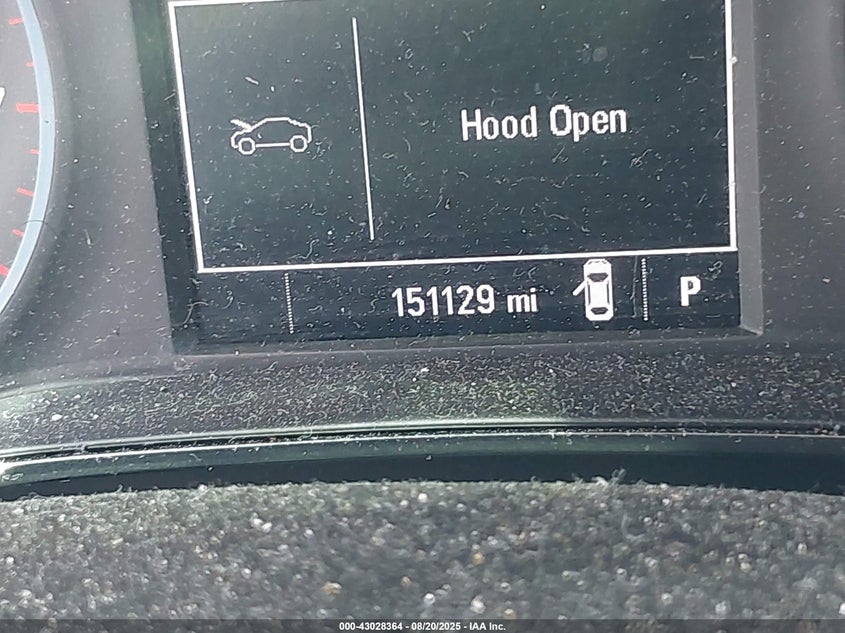 Hood Open
151129 mi
P
000-43028364 - 08/20/2025 - IAA Inc.